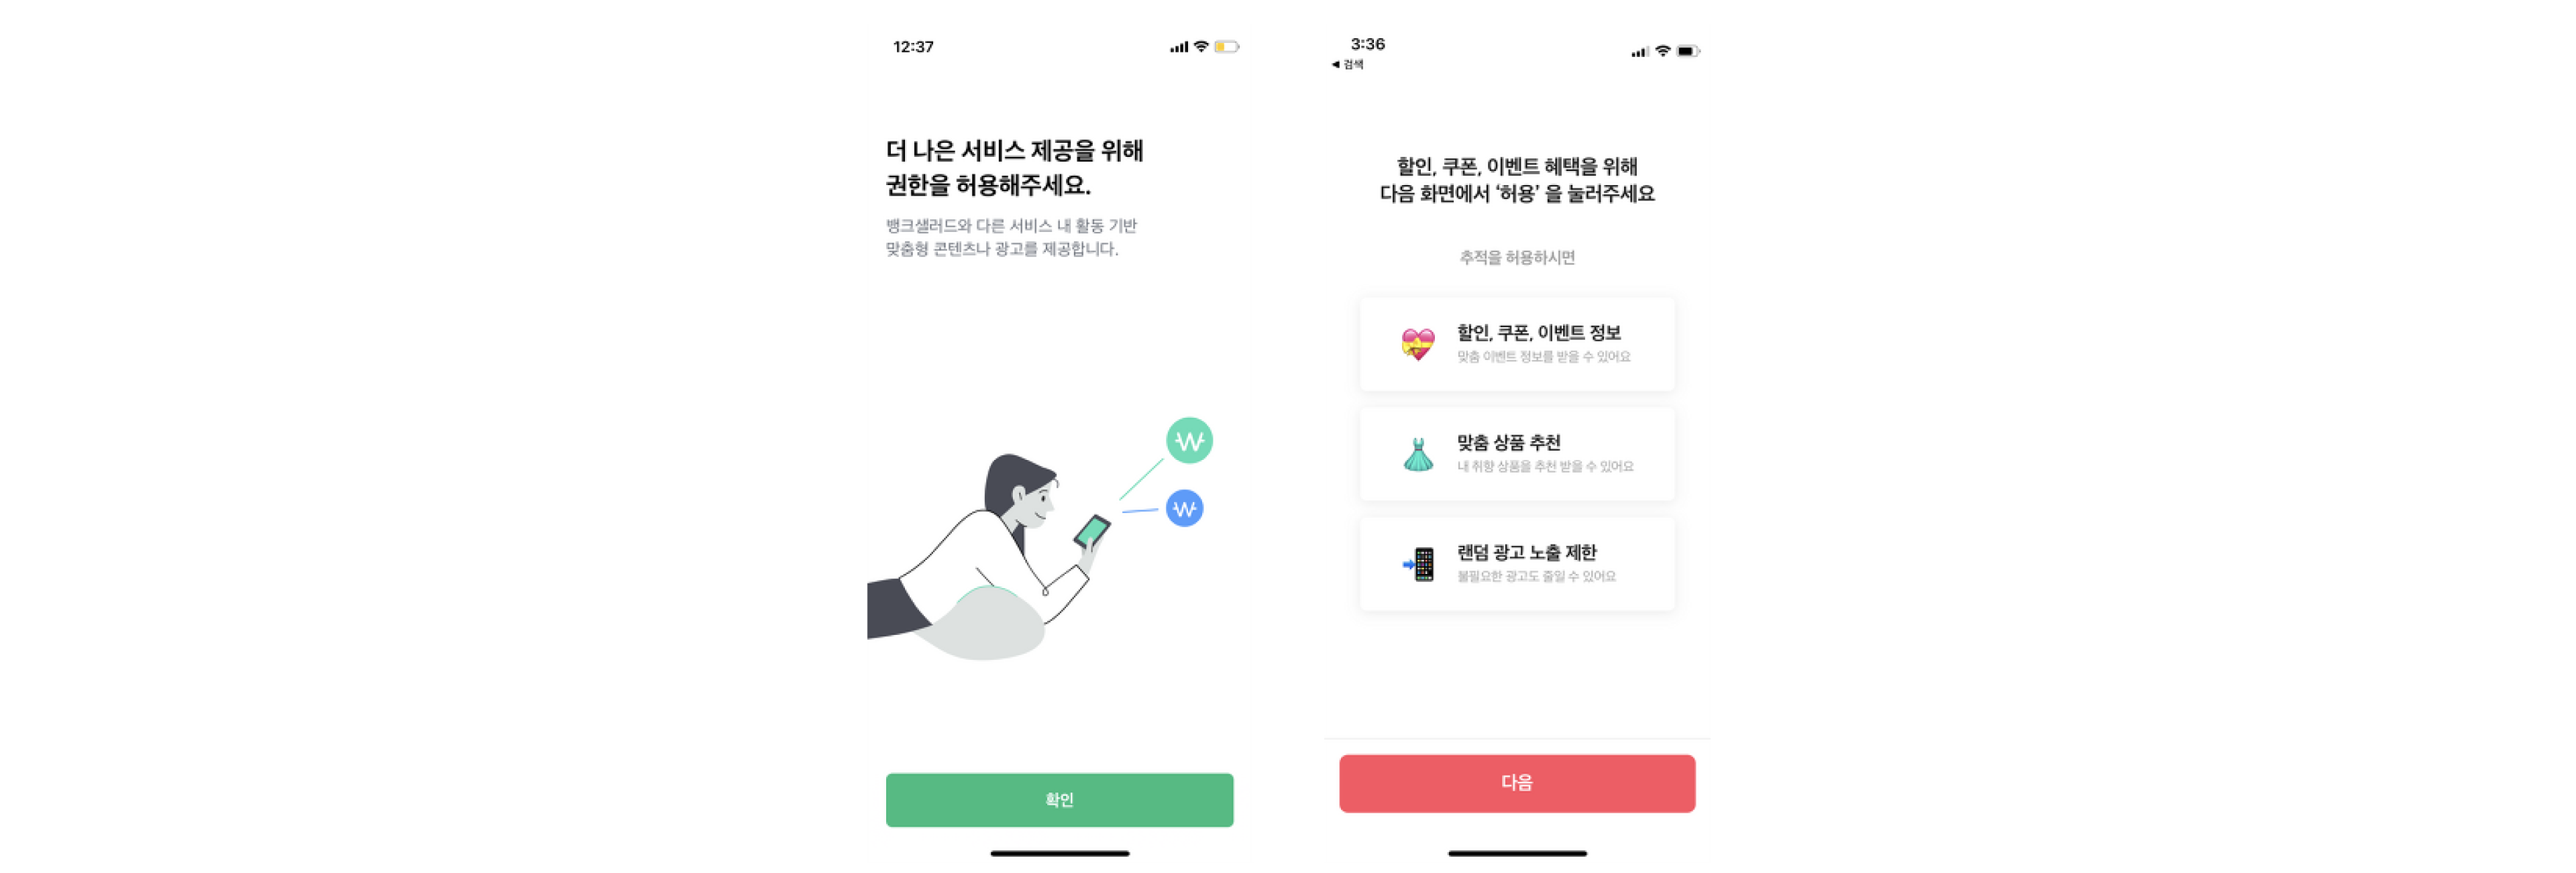 12:37
더 나은 서비스 제공을 위해
권한을 허용해주세요.
뱅크샐러드와 다른 서비스 내 활동 기반
맞춤형 콘텐츠나 광고를 제공합니다.
확인
3:36
◀ 검색
할인, 쿠폰, 이벤트 혜택을 위해
다음 화면에서 ‘허용’ 을 눌러주세요
추적을 허용하시면
할인, 쿠폰, 이벤트 정보
맞춤 이벤트 정보를 받을 수 있어요
맞춤 상품 추천
내 취향 상품을 추천 받을 수 있어요
랜덤 광고 노출 제한
불필요한 광고도 줄일 수 있어요
다음